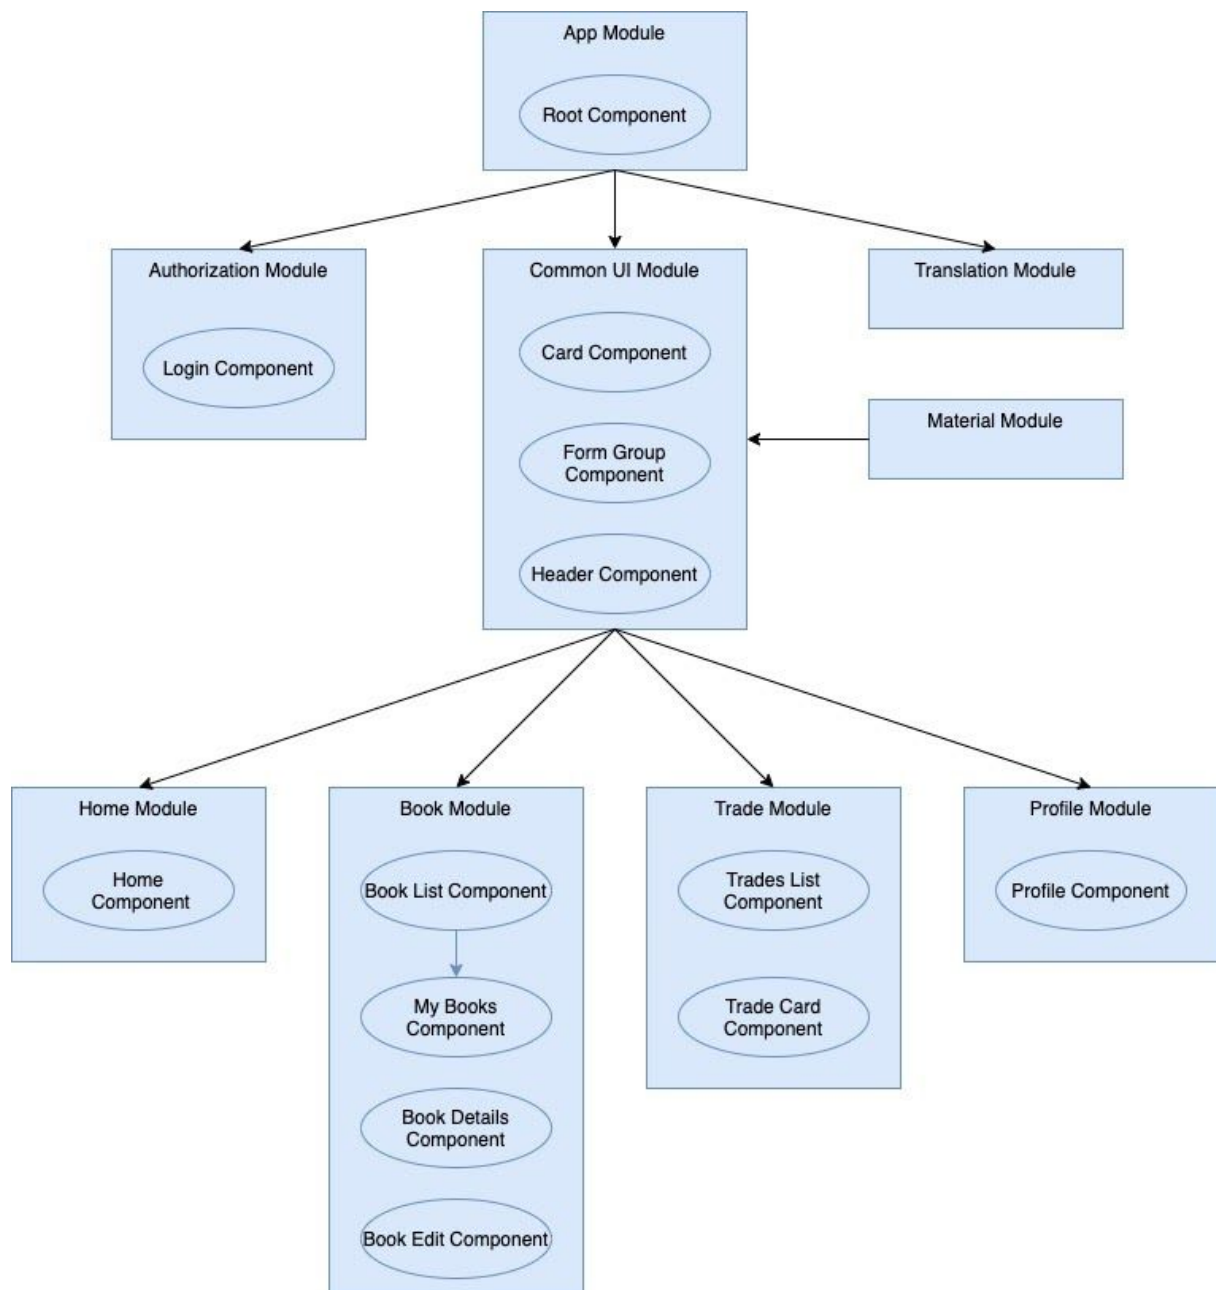 App Module
Root Component
Authorization Module
Login Component
Common UI Module
Card Component
Form Group
Component
Header Component
Translation Module
Material Module
Home Module
Home
Component
Book Module
Book List Component
My Books
Component
Book Details
Component
Book Edit Component
Trade Module
Trades List
Component
Trade Card
Component
Profile Module
Profile Component